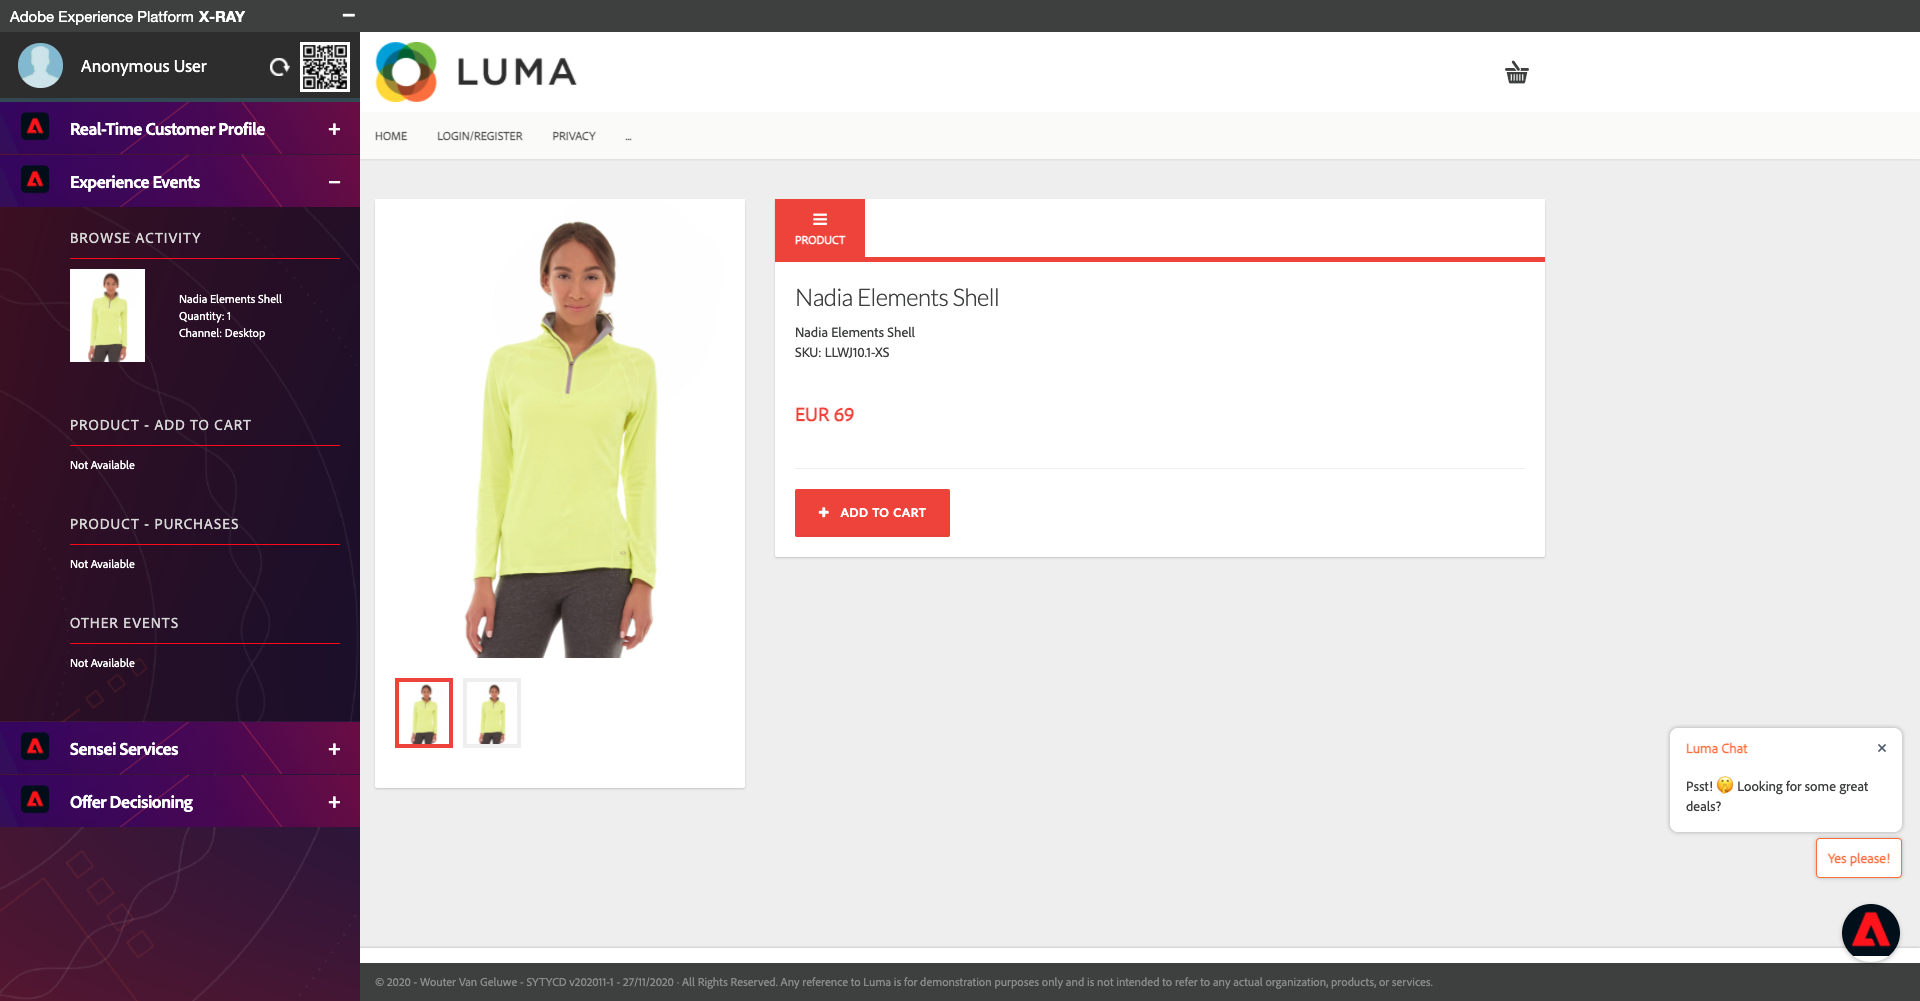 Adobe Experience Platform X-RAY
Anonymous User
Real-Time Customer Profile
Experience Events
BROWSE ACTIVITY
Nadia Elements Shell
Quantity: 1
Channel: Desktop
PRODUCT - ADD TO CART
Not Available
PRODUCT - PURCHASES
Not Available
OTHER EVENTS
Not Available
Sensei Services
Offer Decisioning
LUMA
HOME LOGIN/REGISTER PRIVACY ...
PRODUCT
Nadia Elements Shell
Nadia Elements Shell
SKU: LLWJ10.1-XS
EUR 69
ADD TO CART
Luma Chat
Psst! 🤫 Looking for some great
deals?
Yes please!
© 2020 - Wouter Van Geluwe - SYTYCD v202011-1 - 27/11/2020 · All Rights Reserved. Any reference to Luma is for demonstration purposes only and is not intended to refer to any actual organization, products, or services.